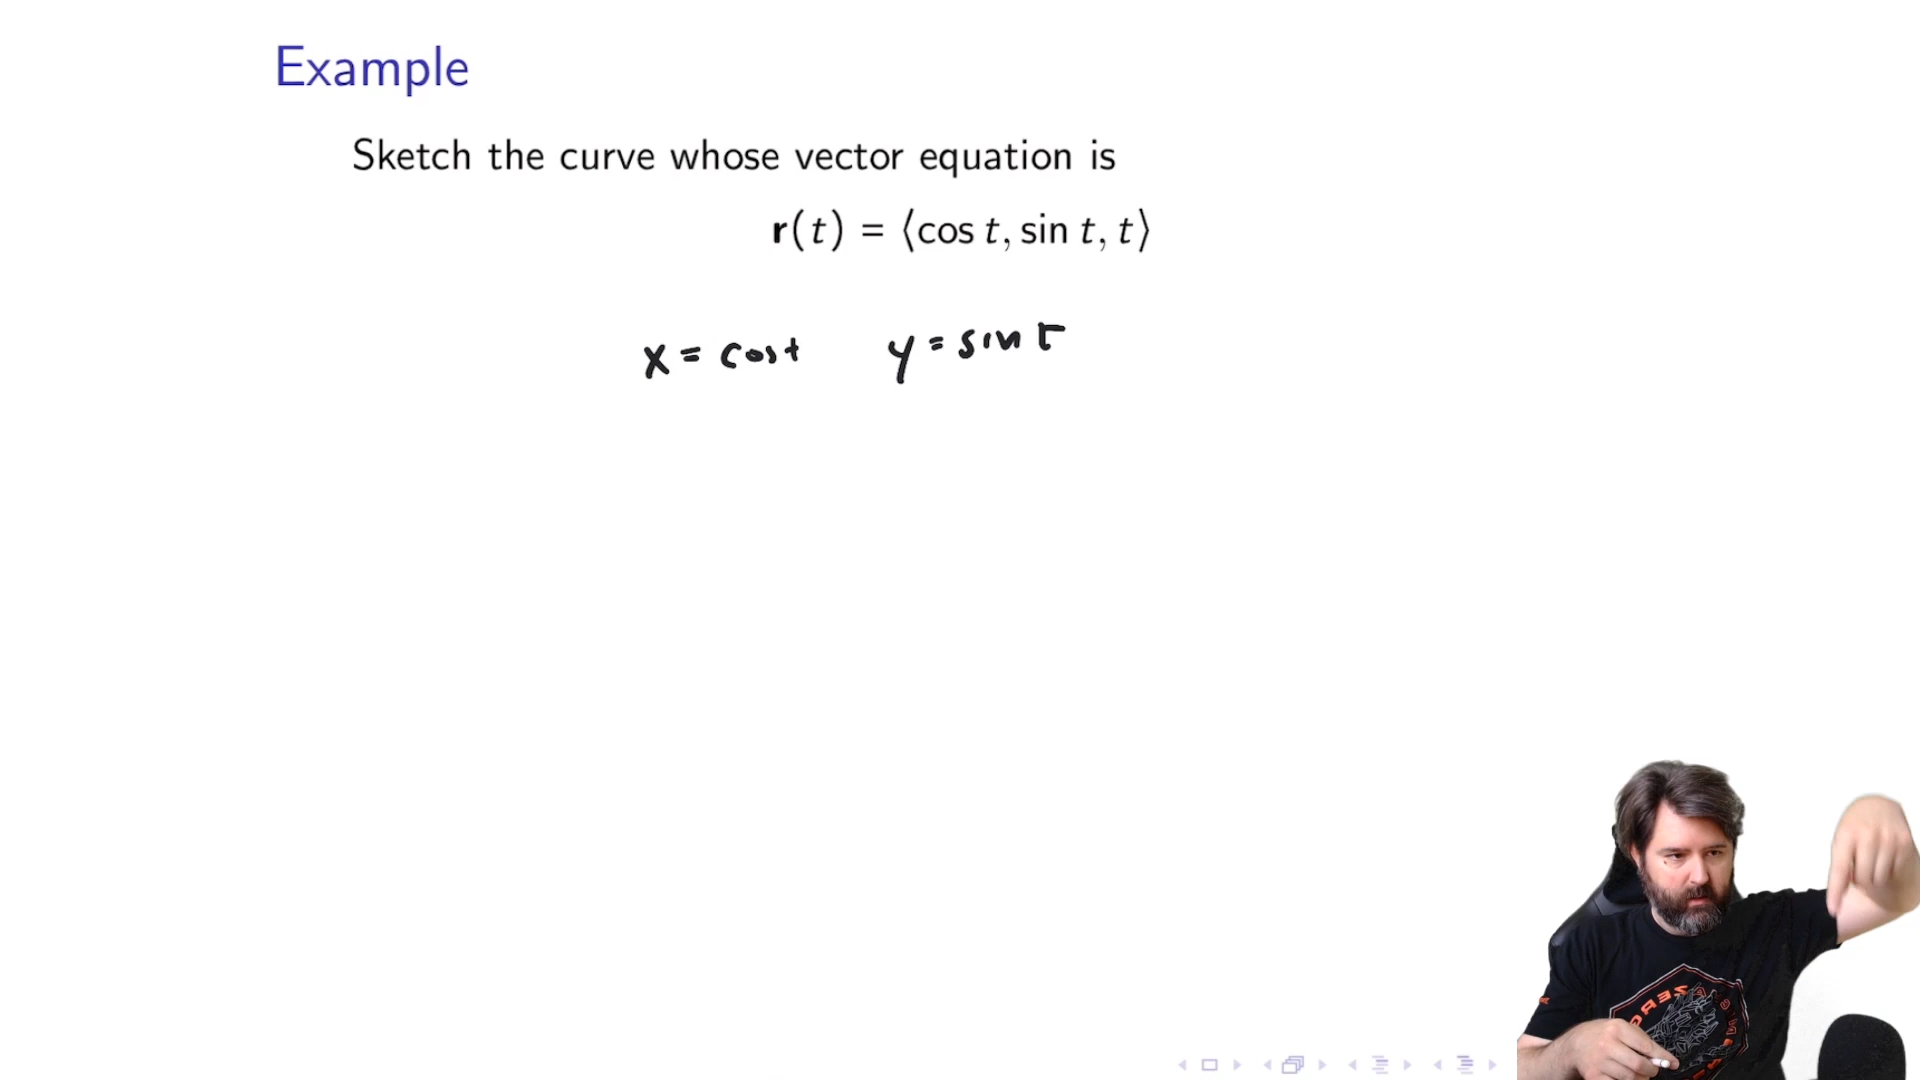 Example
Sketch the curve whose vector equation is
r(t) = ⟨cos t, sin t, t⟩
x = cos t y = sin t